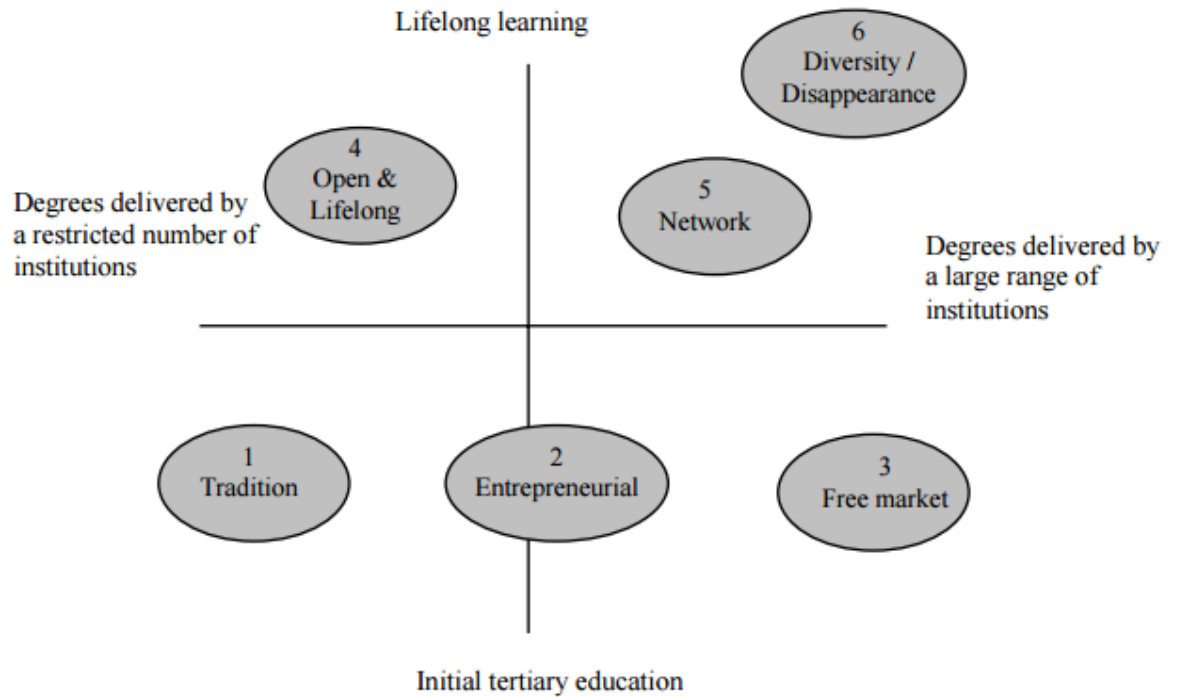 Lifelong learning
6
Diversity /
Disappearance
4
Open &
Lifelong
5
Network
Degrees delivered by
a restricted number of
institutions
Degrees delivered by
a large range of
institutions
1
Tradition
2
Entrepreneurial
3
Free market
Initial tertiary education